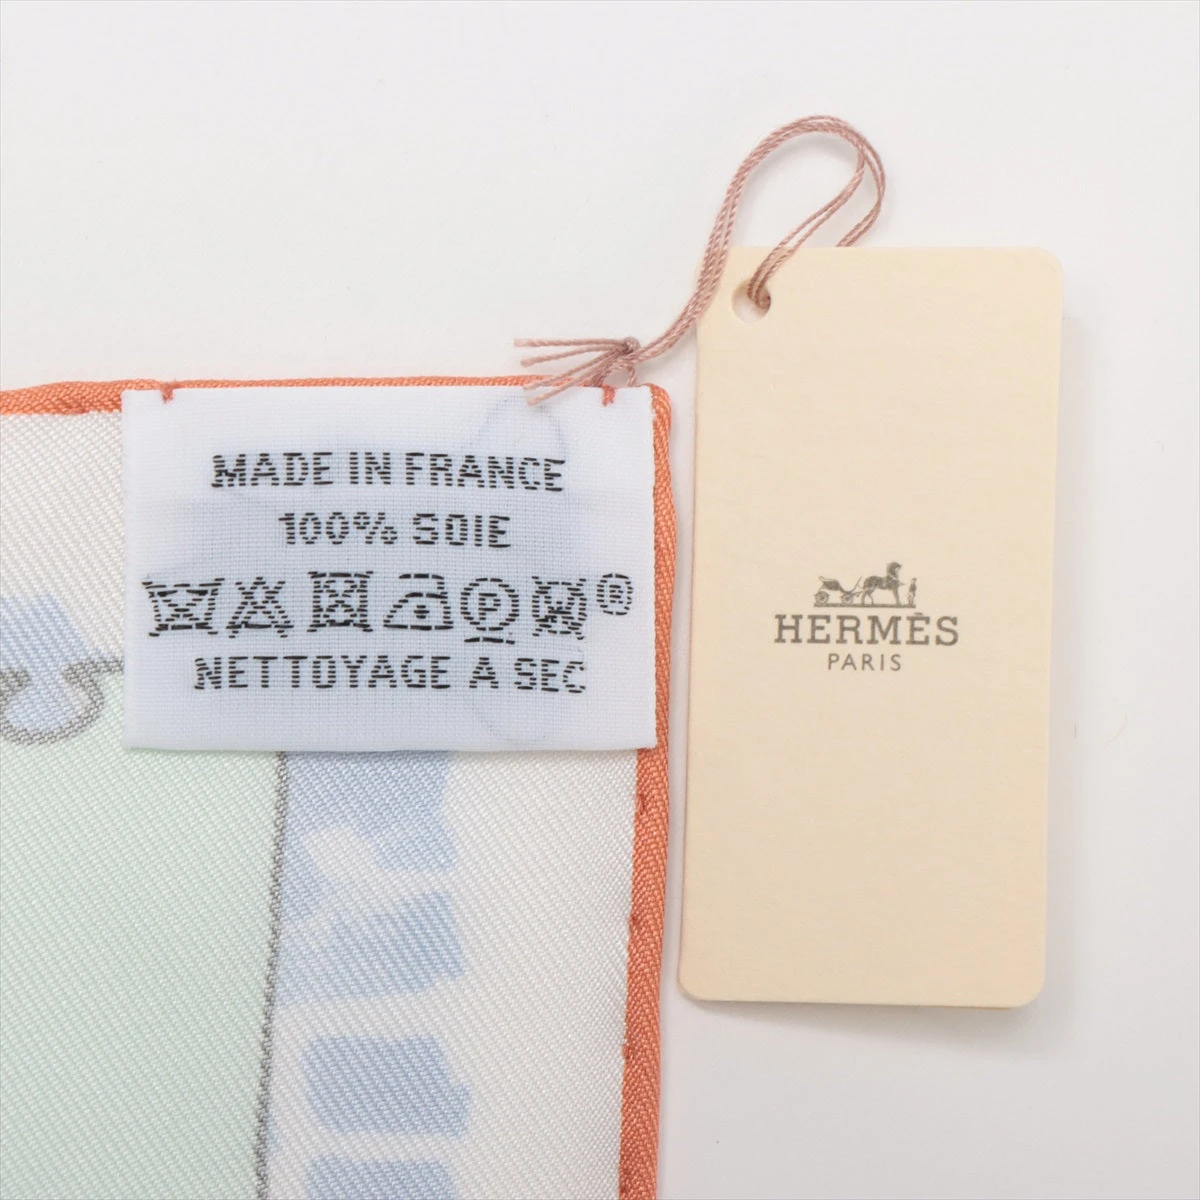 MADE IN FRANCE
100% SOIE
P ®
NETTOYAGE A SEC
HERMÈS
PARIS